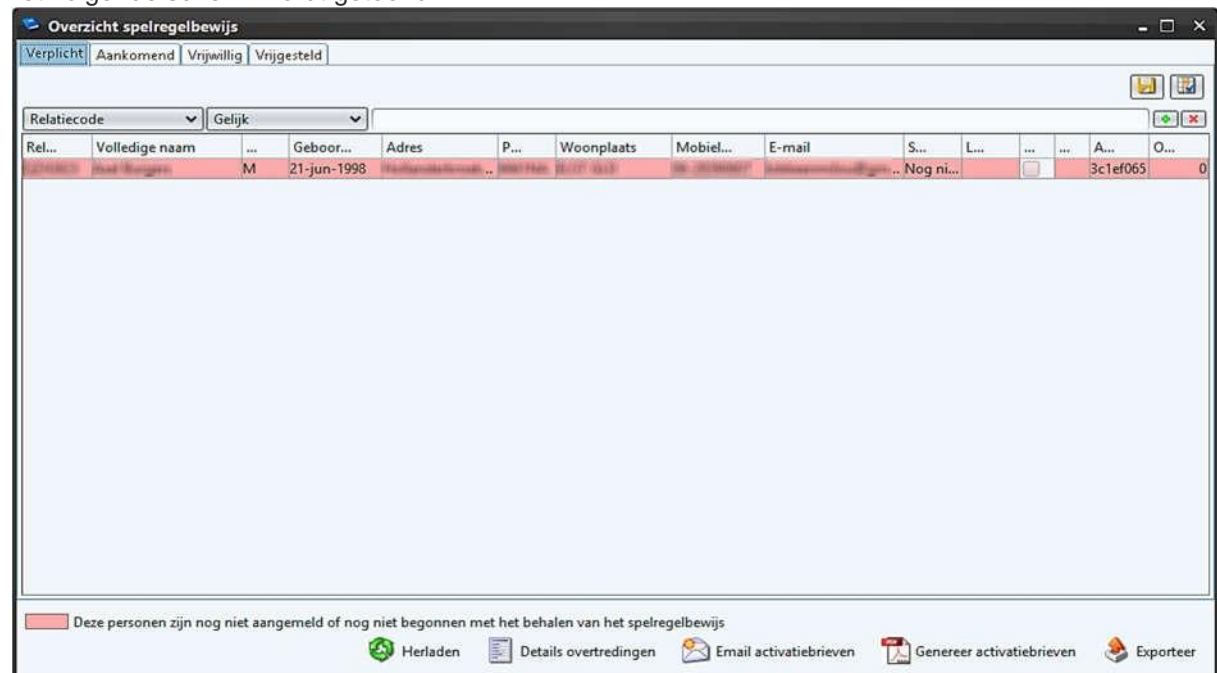 Overzicht spelregelbewijs
Verplicht Aankomend Vrijwillig Vrijgesteld
Relatiecode Gelijk
Rel... Volledige naam ... Geboor... Adres P... Woonplaats Mobiel... E-mail S... L... ... ... A... O...
M 21-jun-1998 .. .. Nog ni... 3c1ef065 0
Deze personen zijn nog niet aangemeld of nog niet begonnen met het behalen van het spelregelbewijs
Herladen Details overtredingen Email activatiebrieven Genereer activatiebrieven Exporteer